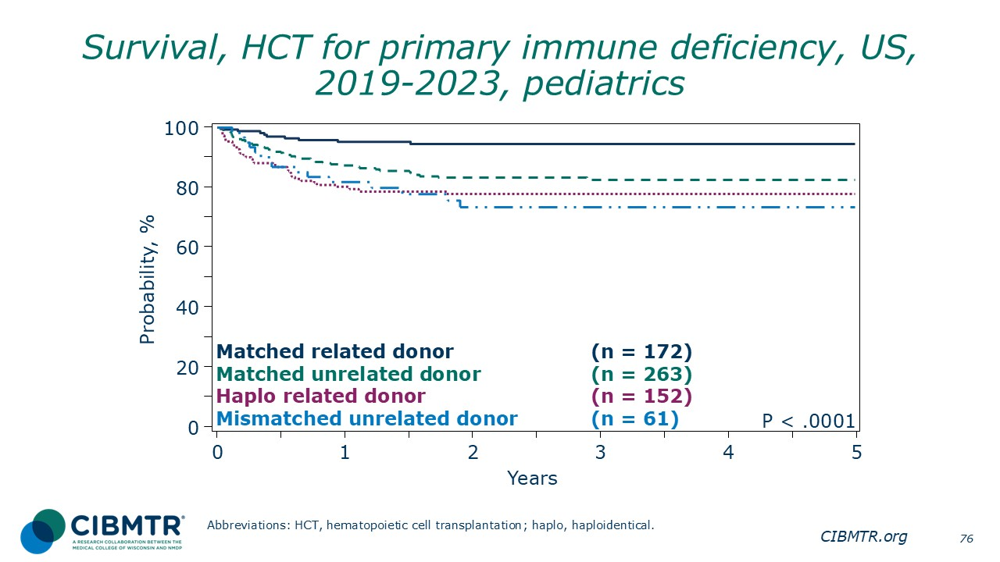 Survival, HCT for primary immune deficiency, US,
2019-2023, pediatrics
100
80
60
40
20
0
Probability, %
Matched related donor (n = 172)
Matched unrelated donor (n = 263)
Haplo related donor (n = 152)
Mismatched unrelated donor (n = 61)
P < .0001
0 1 2 3 4 5
Years
CIBMTR®
A RESEARCH COLLABORATION BETWEEN THE
MEDICAL COLLEGE OF WISCONSIN AND NMDP
Abbreviations: HCT, hematopoietic cell transplantation; haplo, haploidentical.
CIBMTR.org
76